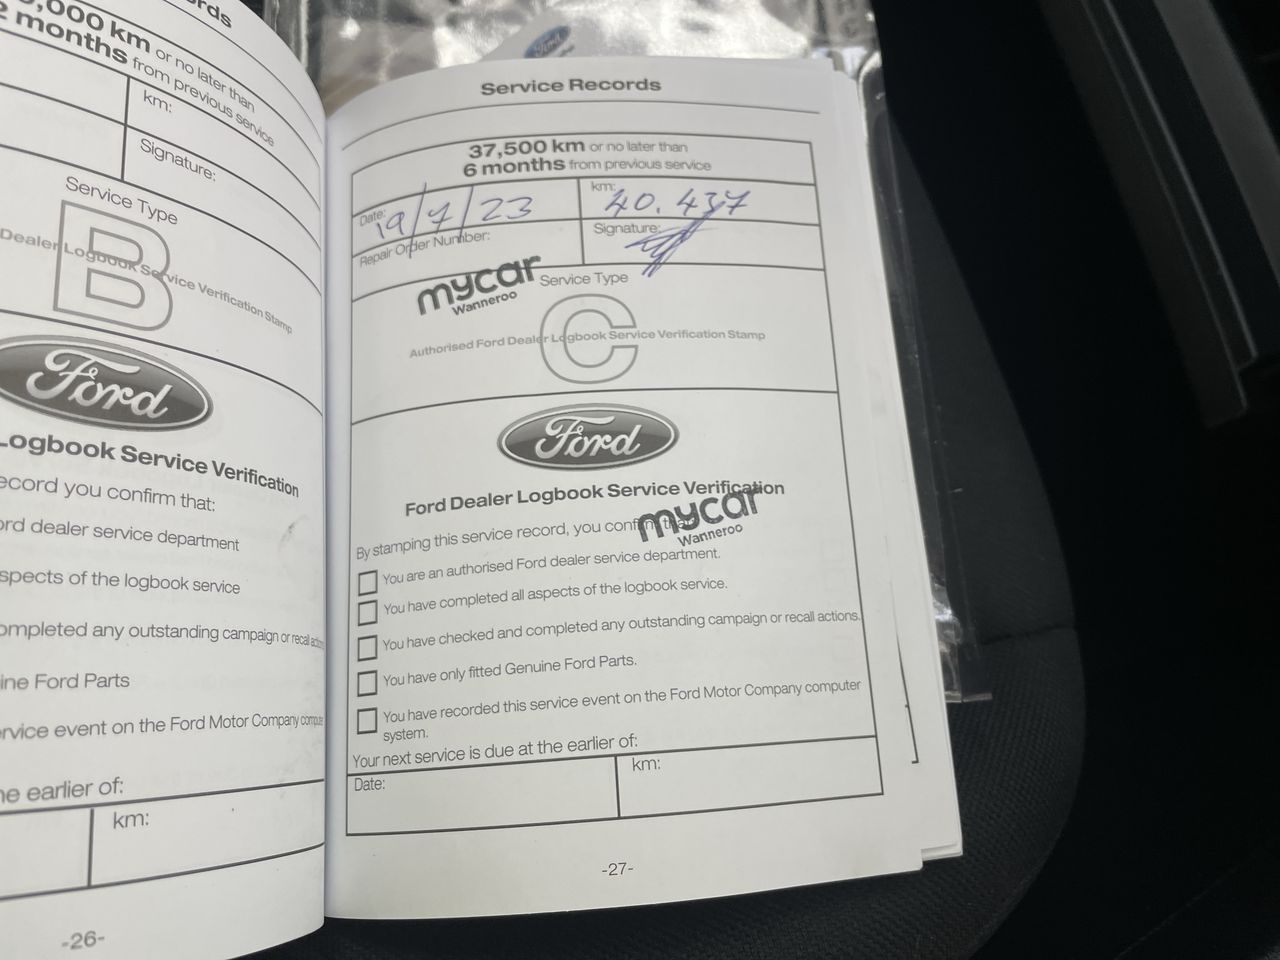 rds
,000 km or no later than
2 months from previous service
km:
Signature:
Service Type
B
Dealer Logbook Service Verification Stamp
Ford
Logbook Service Verification
ecord you confirm that:
ord dealer service department
spects of the logbook service
ompleted any outstanding campaign or recall actions
ine Ford Parts
ervice event on the Ford Motor Company compute
he earlier of:
km:
-26-
Ford
Service Records
37,500 km or no later than
6 months from previous service
Date: 19/7/23
km: 40.437
Repair Order Number:
Signature:
mycar
Wanneroo
Service Type
C
Authorised Ford Dealer Logbook Service Verification Stamp
Ford
Ford Dealer Logbook Service Verification
By stamping this service record, you confirm that:
mycar
Wanneroo
You are an authorised Ford dealer service department.
You have completed all aspects of the logbook service.
You have checked and completed any outstanding campaign or recall actions.
You have only fitted Genuine Ford Parts.
You have recorded this service event on the Ford Motor Company computer
system.
Your next service is due at the earlier of:
Date:
km:
-27-